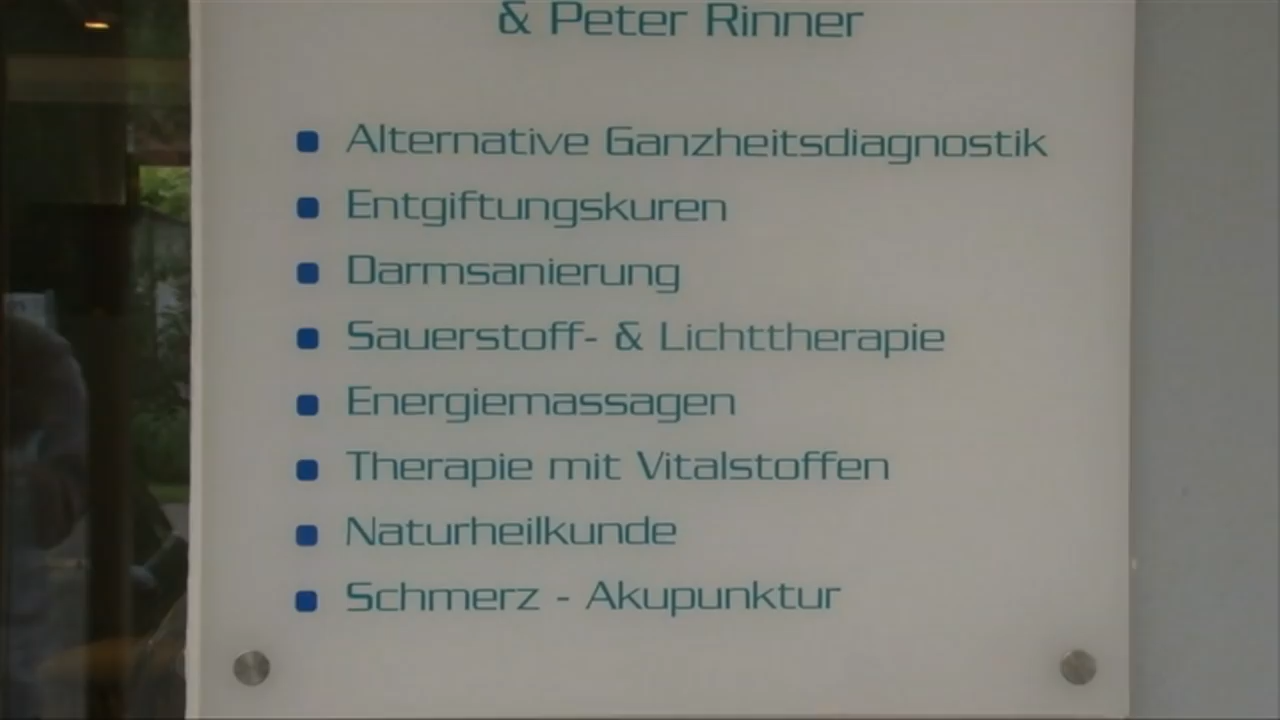 & Peter Rinner
Alternative Ganzheitsdiagnostik
Entgiftungskuren
Darmsanierung
Sauerstoff- & Lichttherapie
Energiemassagen
Therapie mit Vitalstoffen
Naturheilkunde
Schmerz - Akupunktur